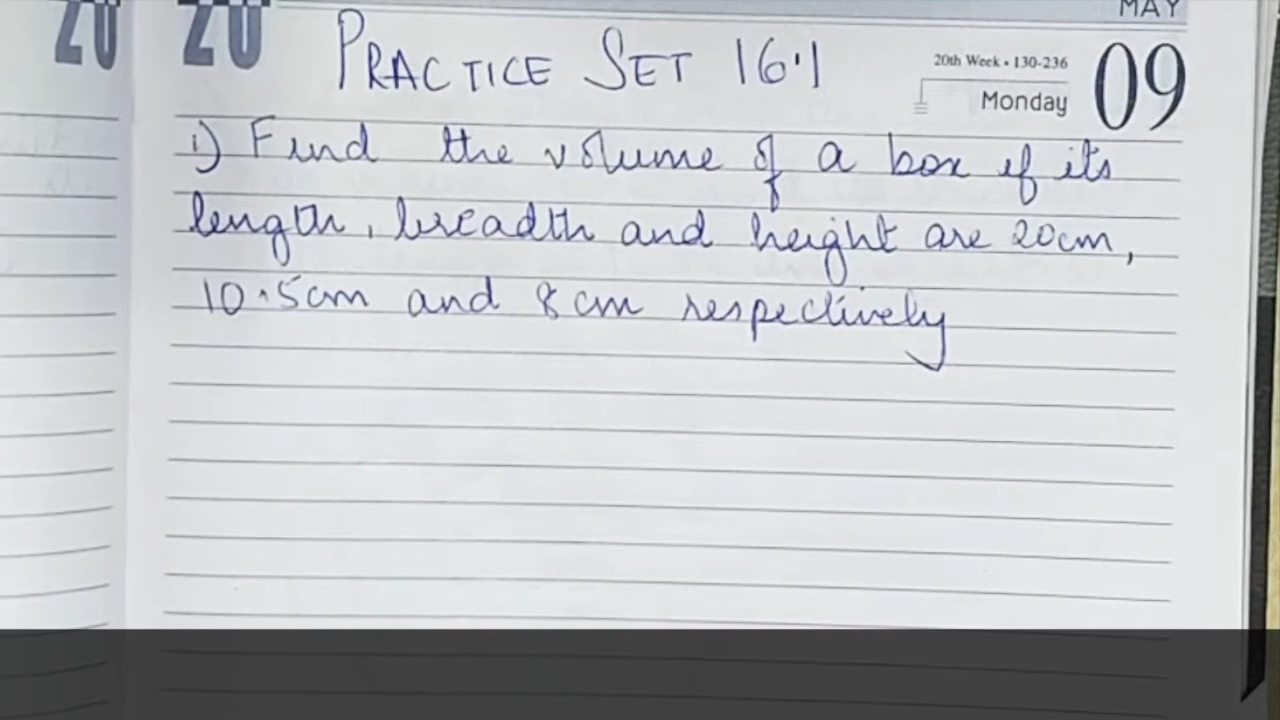 20 20 MAY
PRACTICE SET 16.1
20th Week • 130-236
Monday 09
1) Find the volume of a box if its
length, breadth and height are 20cm,
10.5cm and 8cm respectively